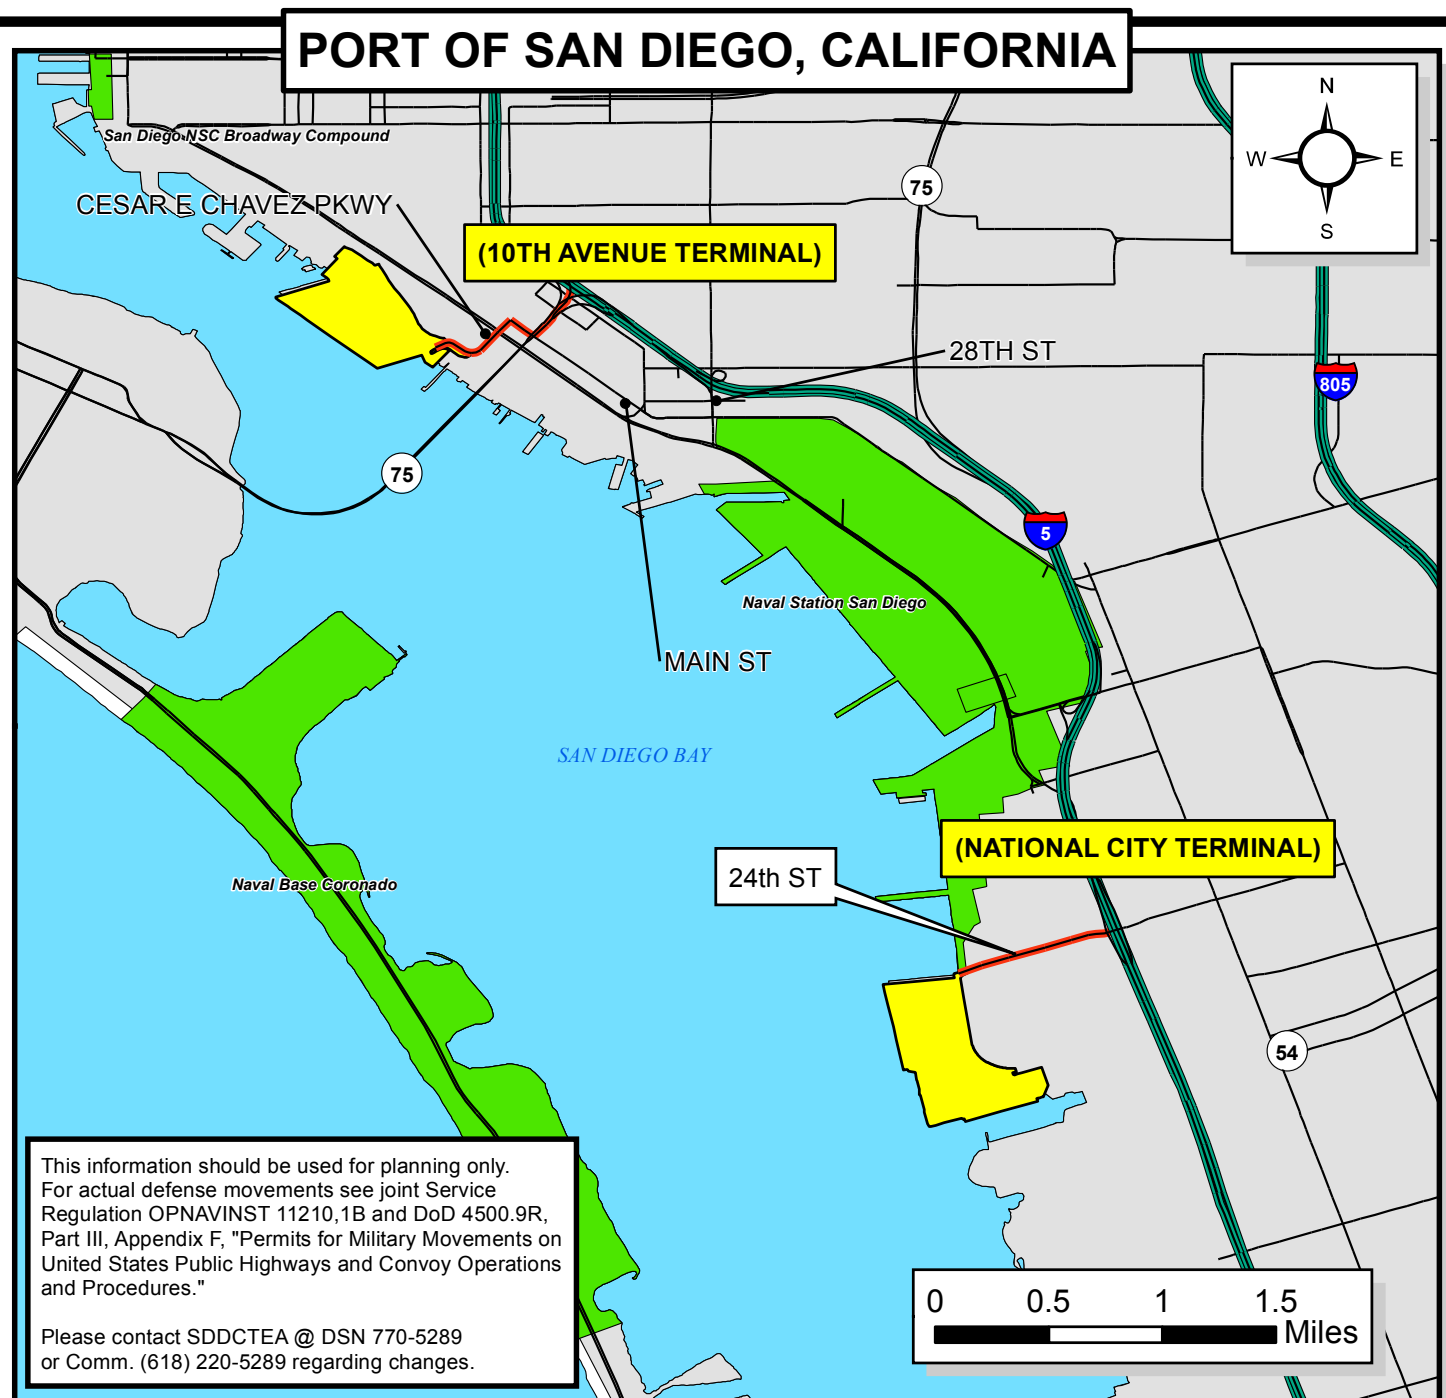 PORT OF SAN DIEGO, CALIFORNIA
N
W
E
S
San Diego NSC Broadway Compound
75
CESAR E CHAVEZ PKWY
(10TH AVENUE TERMINAL)
28TH ST
805
75
5
Naval Station San Diego
MAIN ST
SAN DIEGO BAY
(NATIONAL CITY TERMINAL)
24th ST
Naval Base Coronado
54
This information should be used for planning only.
For actual defense movements see joint Service
Regulation OPNAVINST 11210,1B and DoD 4500.9R,
Part III, Appendix F, "Permits for Military Movements on
United States Public Highways and Convoy Operations
and Procedures."
Please contact SDDCTEA @ DSN 770-5289
or Comm. (618) 220-5289 regarding changes.
0 0.5 1 1.5
Miles